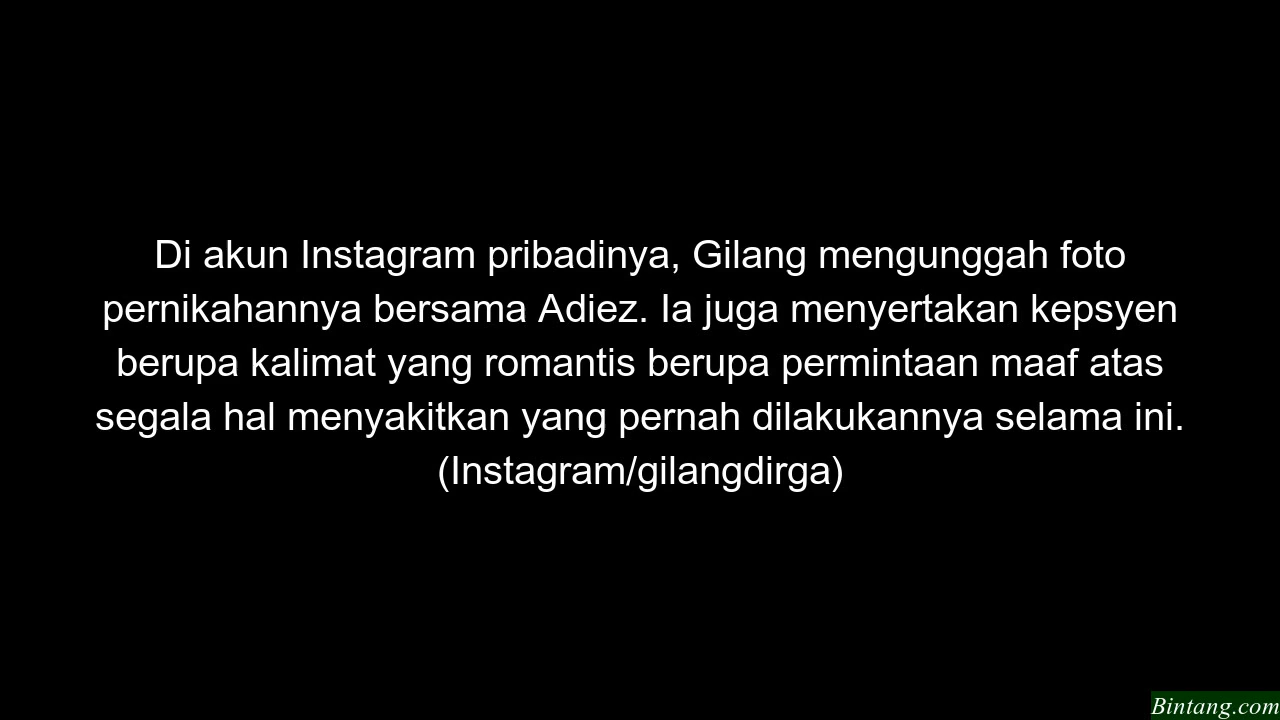 Di akun Instagram pribadinya, Gilang mengunggah foto
pernikahannya bersama Adiez. Ia juga menyertakan kepsyen
berupa kalimat yang romantis berupa permintaan maaf atas
segala hal menyakitkan yang pernah dilakukannya selama ini.
(Instagram/gilangdirga)
Bintang.com